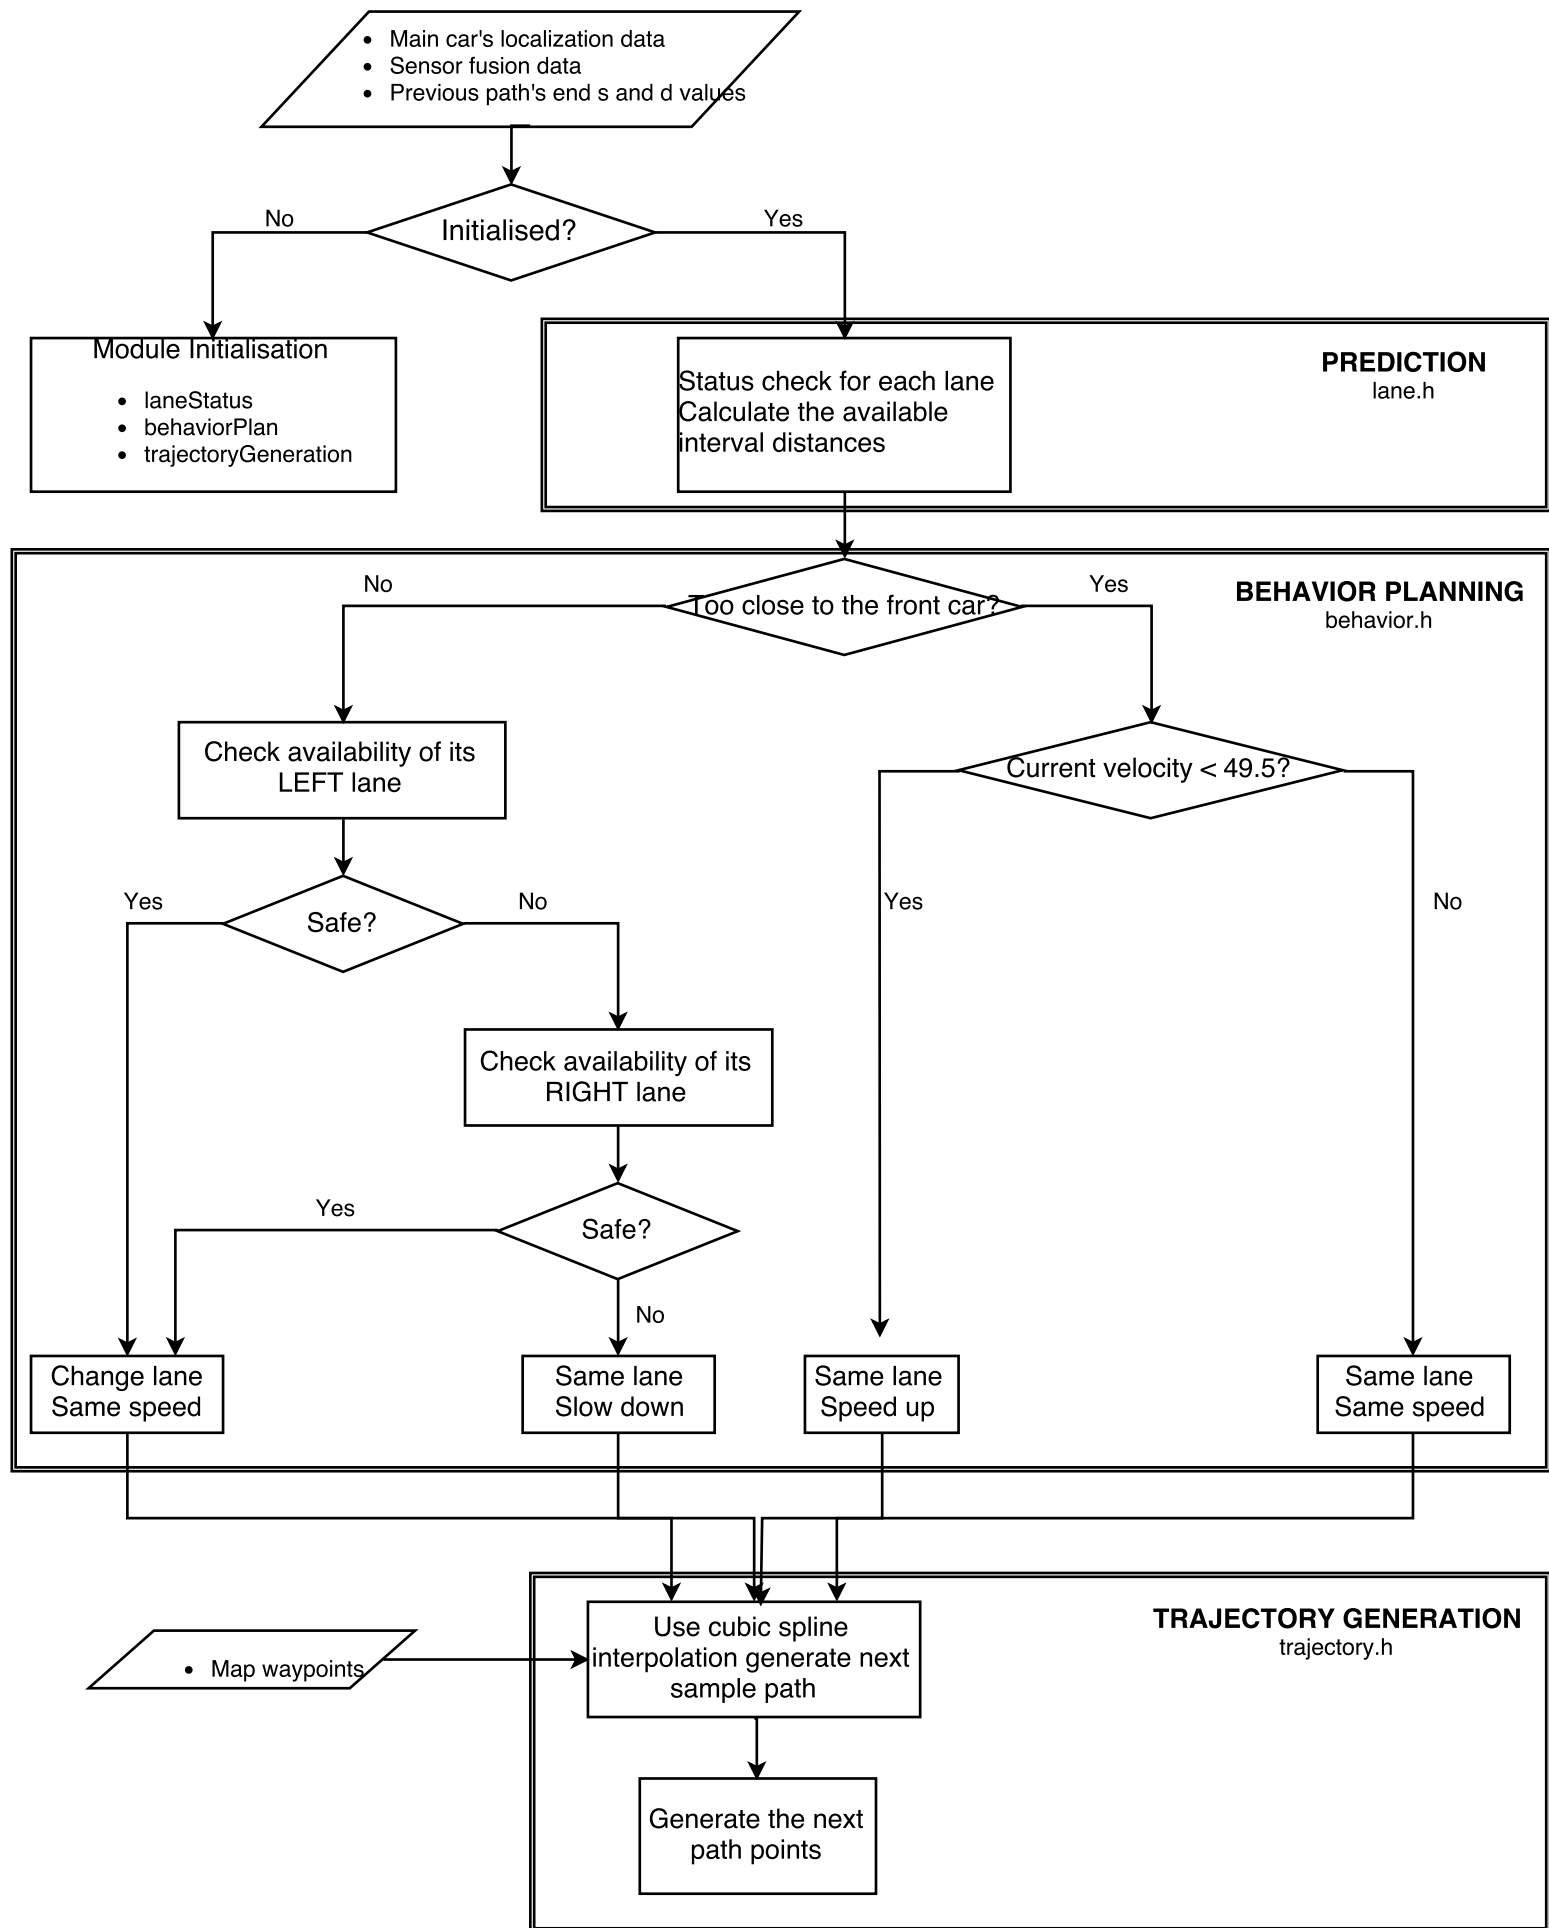 • Main car's localization data
• Sensor fusion data
• Previous path's end s and d values
No
Yes
Initialised?
Module Initialisation
• laneStatus
• behaviorPlan
• trajectoryGeneration
Status check for each lane
Calculate the available
interval distances
PREDICTION
lane.h
No
Too close to the front car?
Yes
BEHAVIOR PLANNING
behavior.h
Check availability of its
LEFT lane
Current velocity < 49.5?
Yes
Safe?
No
Yes
No
Check availability of its
RIGHT lane
Yes
Safe?
No
Change lane
Same speed
Same lane
Slow down
Same lane
Speed up
Same lane
Same speed
• Map waypoints
Use cubic spline
interpolation generate next
sample path
TRAJECTORY GENERATION
trajectory.h
Generate the next
path points